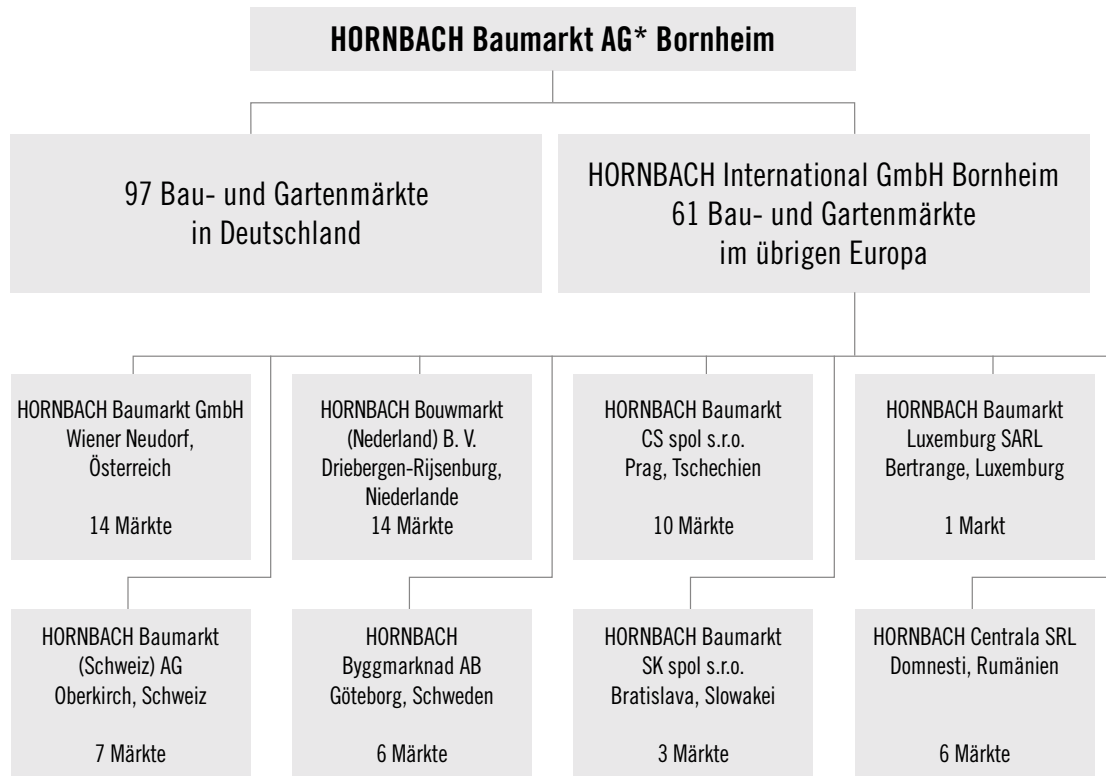 HORNBACH Baumarkt AG* Bornheim
97 Bau- und Gartenmärkte
in Deutschland
HORNBACH International GmbH Bornheim
61 Bau- und Gartenmärkte
im übrigen Europa
HORNBACH Baumarkt GmbH
Wiener Neudorf,
Österreich
14 Märkte
HORNBACH Bouwmarkt
(Nederland) B. V.
Driebergen-Rijsenburg,
Niederlande
14 Märkte
HORNBACH Baumarkt
CS spol s.r.o.
Prag, Tschechien
10 Märkte
HORNBACH Baumarkt
Luxemburg SARL
Bertrange, Luxemburg
1 Markt
HORNBACH Baumarkt
(Schweiz) AG
Oberkirch, Schweiz
7 Märkte
HORNBACH
Byggmarknad AB
Göteborg, Schweden
6 Märkte
HORNBACH Baumarkt
SK spol s.r.o.
Bratislava, Slowakei
3 Märkte
HORNBACH Centrala SRL
Domnesti, Rumänien
6 Märkte